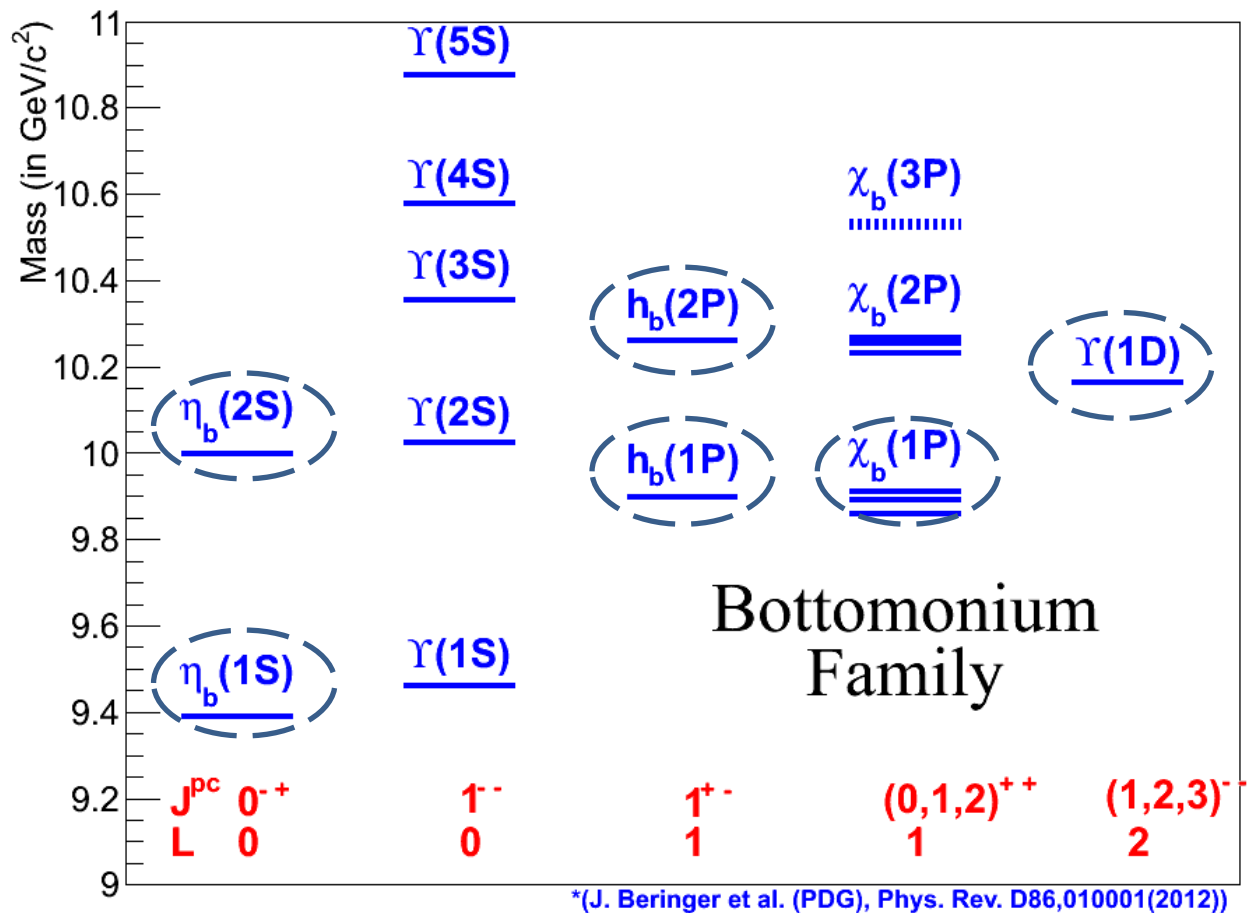 Mass (in GeV/c²)
11
10.8
10.6
10.4
10.2
10
9.8
9.6
9.4
9.2
9
ϒ(5S)
ϒ(4S)
χb(3P)
ϒ(3S)
hb(2P)
χb(2P)
ϒ(1D)
ηb(2S)
ϒ(2S)
hb(1P)
χb(1P)
ηb(1S)
ϒ(1S)
Bottomonium
Family
J^pc 0^-+ 1^-- 1^+- (0,1,2)^++ (1,2,3)^--
L 0 0 1 1 2
*(J. Beringer et al. (PDG), Phys. Rev. D86,010001(2012))